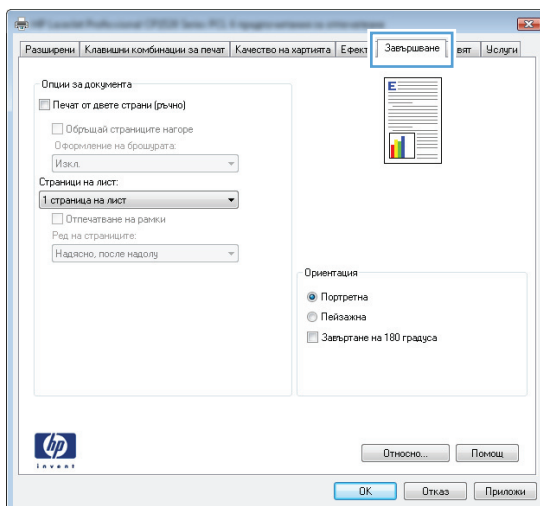 Разширени Клавишни комбинации за печат Качество на хартията Ефект Завършване вят Услуги
Опции за документа
E
Печат от двете страни (ръчно)
Обръщай страниците нагоре
Оформление на брошурата:
Изкл.
Страници на лист:
1 страница на лист
Отпечатване на рамки
Ред на страниците:
Надясно, после надолу
Ориентация
Портретна
Пейзажна
Завъртане на 180 градуса
hp
invent
Относно... Помощ
OK Отказ Приложи